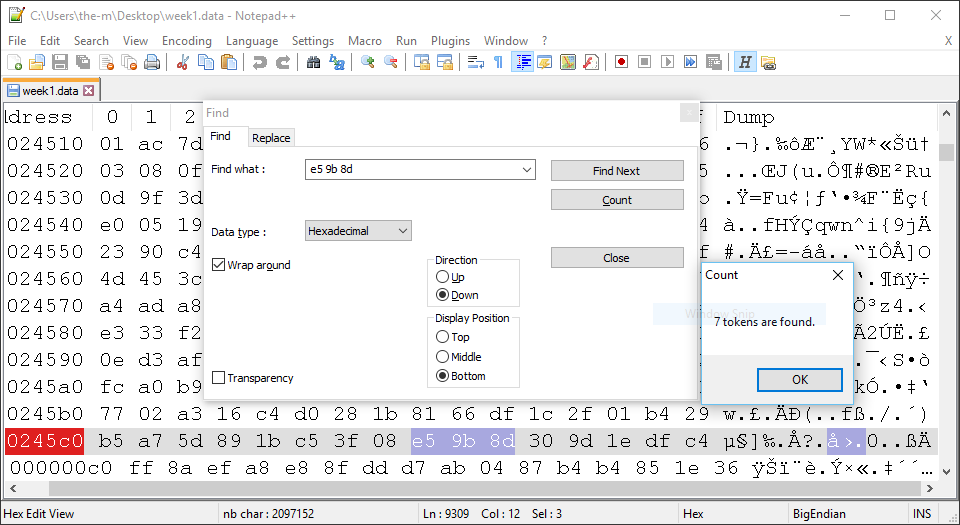 C:\Users\the-m\Desktop\week1.data - Notepad++
File Edit Search View Encoding Language Settings Macro Run Plugins Window ? X
week1.data
ddress 0 1 2 f Dump
024510 01 ac 7d 6 .¬}.‰ôÆ¨¸YW*«Šü†
024520 03 08 0f ...ŒJ(u.Ô¶#®E²Ru
024530 0d 9f 3d .Ÿ=Fu¢¦ƒ‘•¾F¨Ëç{
024540 e0 05 19 à..fHÝÇqwn^i{9jÄ
024550 23 90 c4 f #.Ä£=–áå..“ïÔÅ]O
024560 4d 45 3c ‘.¶ñÿ÷
024570 a4 ad a8 Ö³z4.<
024580 e3 33 f2 Ã2ÚË.£
024590 0e d3 af .¯<S•ò
0245a0 fc a0 b9 kÓ.•‡‘
0245b0 77 02 a3 16 c4 d0 28 1b 81 66 df 1c 2f 01 b4 29 w.£.ÄÐ(..fß./.´)
0245c0 b5 a7 5d 89 1b c5 3f 08 e5 9b 8d 30 9d 1e df c4 µ§]‰.Å?.å›.0..ßÄ
000000c0 ff 8a ef a8 e8 8f dd d7 ab 04 87 b4 b4 85 1e 36 ÿŠï¨è.Ý×«.‡´´…
Find
Find Replace
Find what : e5 9b 8d Find Next
Count
Data type : Hexadecimal
Wrap around
Close
Direction
Up
Down
Display Position
Top
Middle
Bottom
Transparency
Count
Window Snip
7 tokens are found.
OK
Hex Edit View nb char : 2097152 Ln : 9309 Col : 12 Sel : 3 Hex BigEndian INS